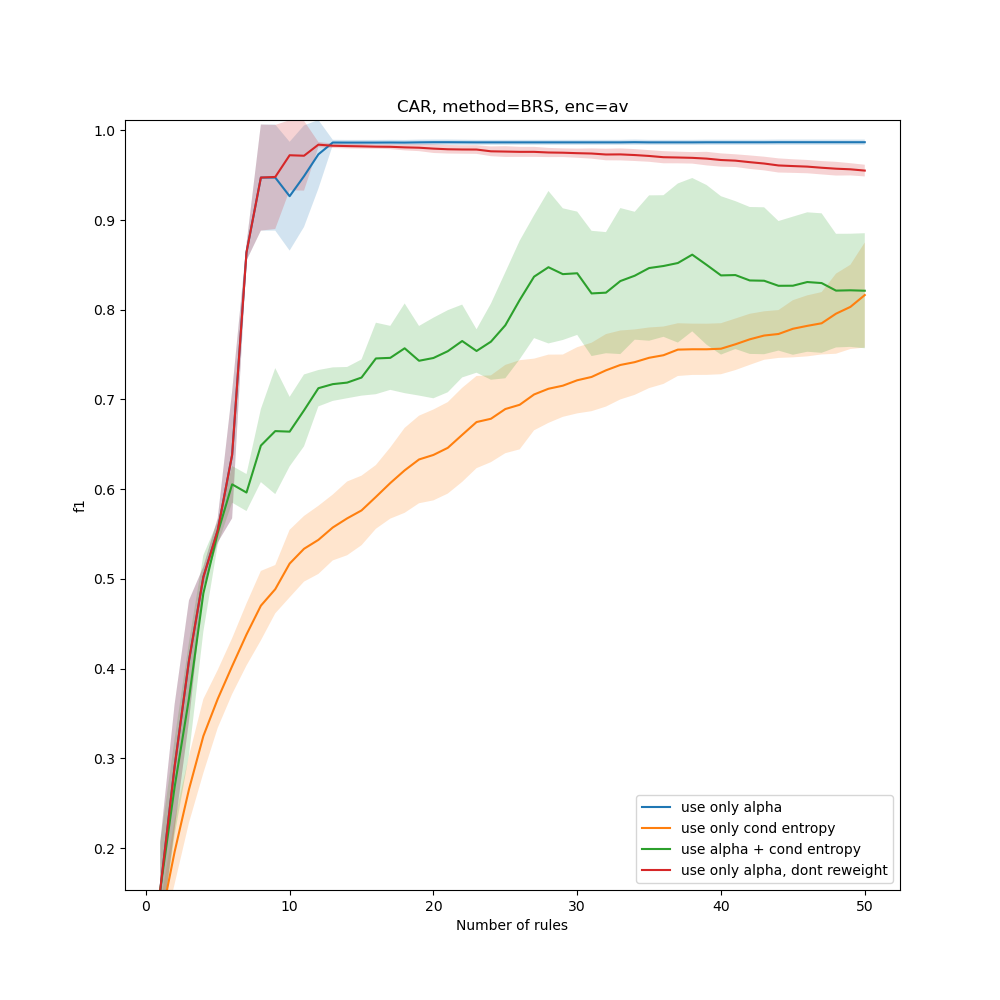 CAR, method=BRS, enc=av
1.0
0.9
0.8
0.7
0.6
0.5
0.4
0.3
0.2
f1
0
10
20
30
40
50
Number of rules
use only alpha
use only cond entropy
use alpha + cond entropy
use only alpha, dont reweight